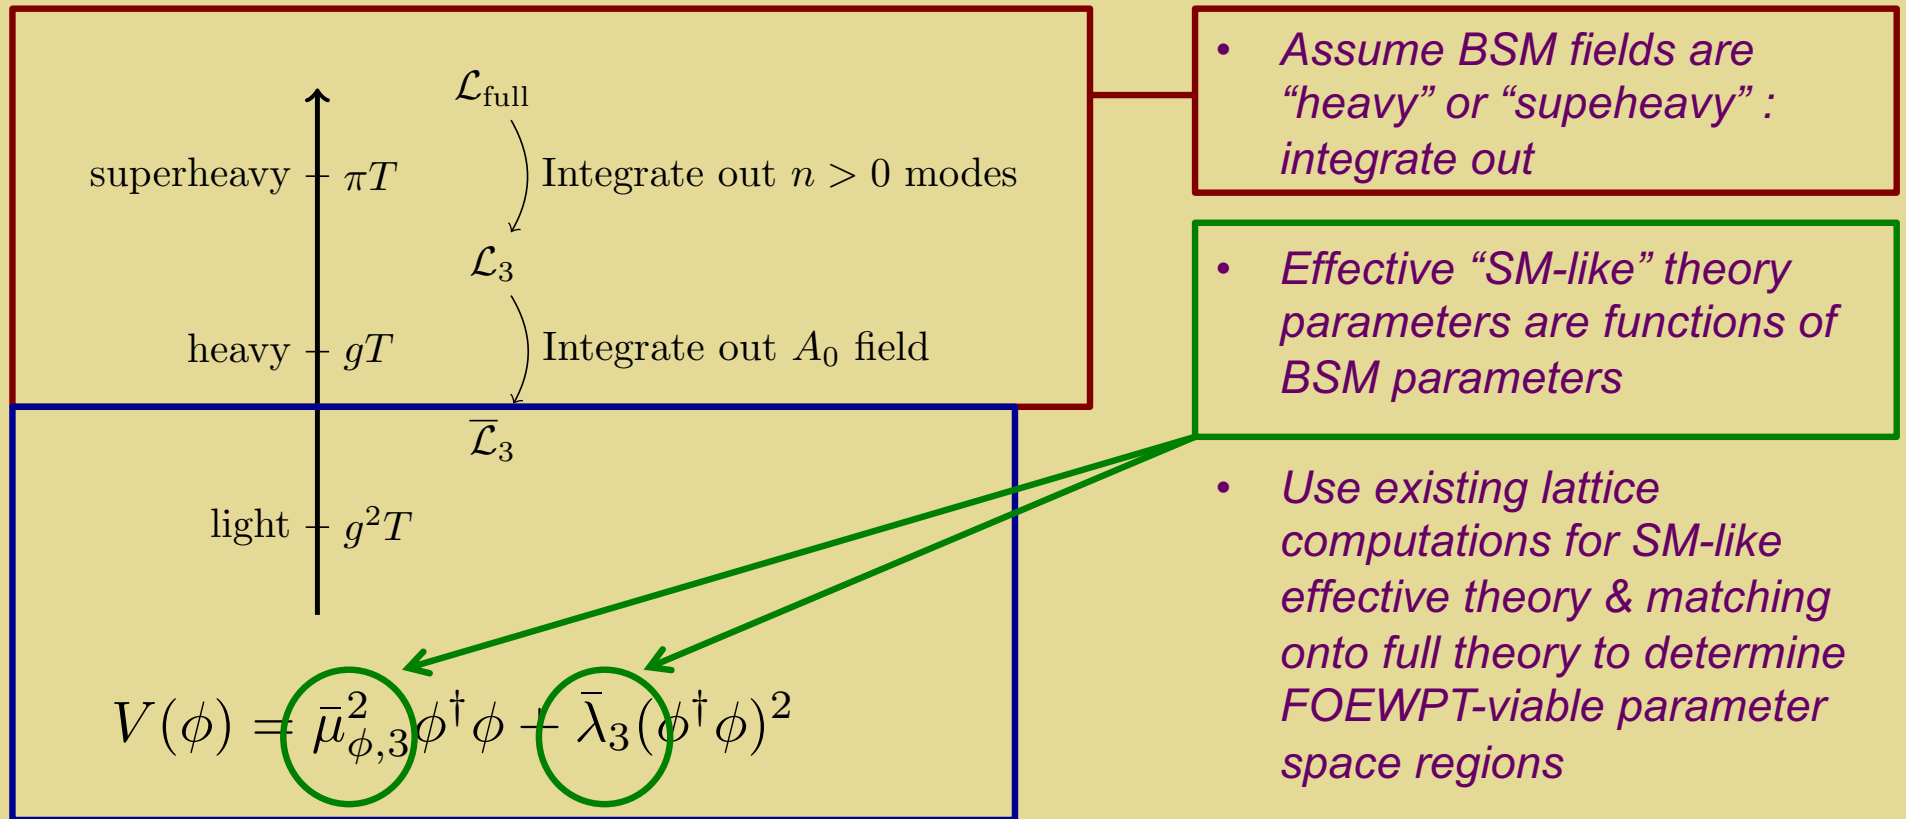 ℒ_full
superheavy πT Integrate out n > 0 modes
ℒ₃
heavy gT Integrate out A₀ field
ℒ̅₃
light g²T
V(ϕ) = μ̄²_{ϕ,3} ϕ†ϕ + λ̄₃(ϕ†ϕ)²
• Assume BSM fields are
“heavy” or “supeheavy” :
integrate out
• Effective “SM-like” theory
parameters are functions of
BSM parameters
• Use existing lattice
computations for SM-like
effective theory & matching
onto full theory to determine
FOEWPT-viable parameter
space regions